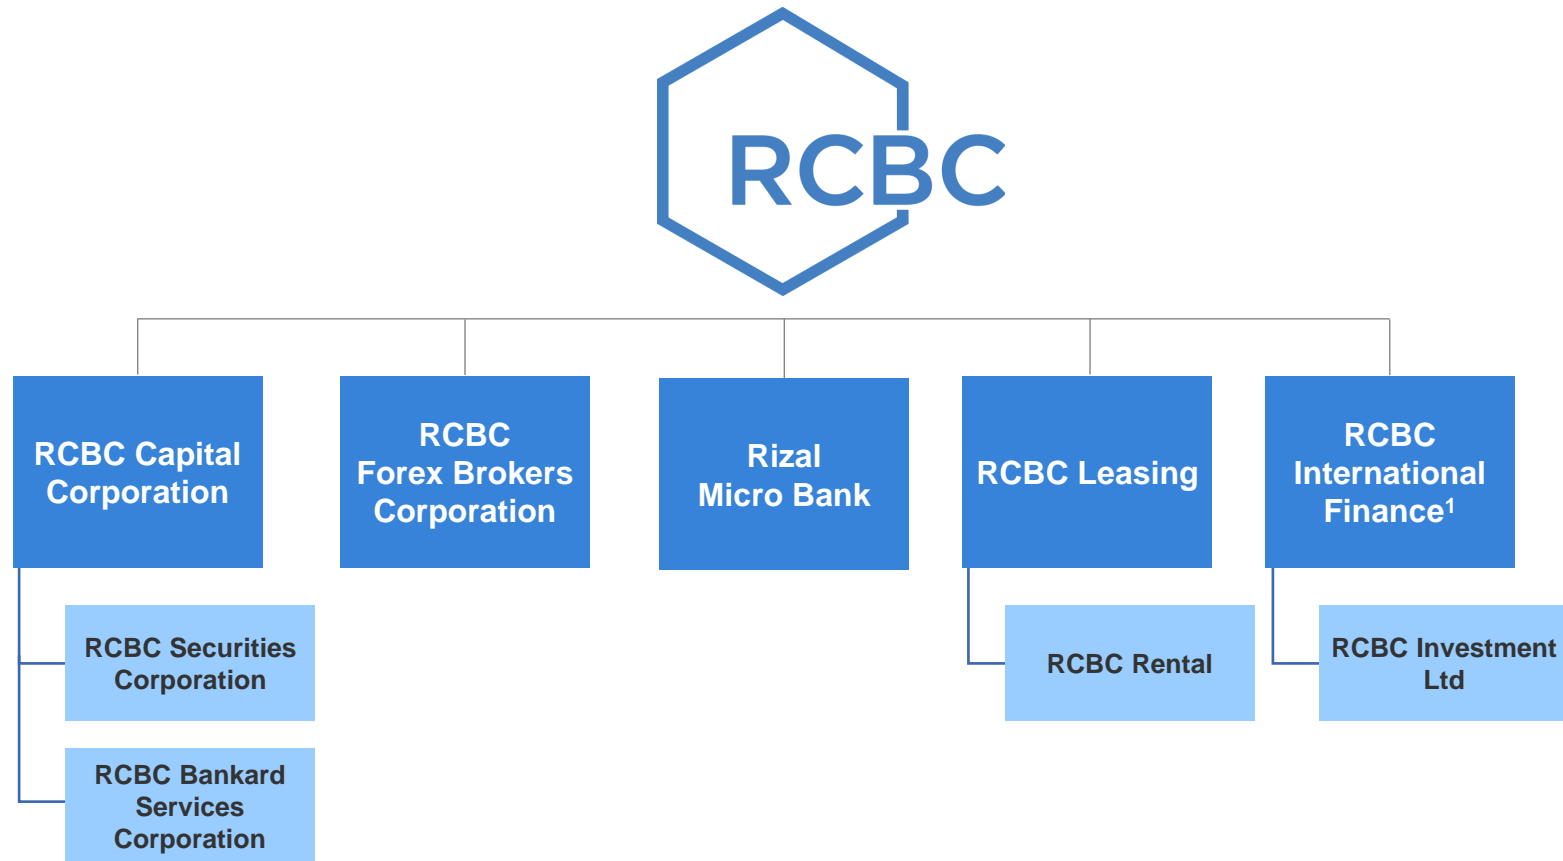 RCBC
RCBC Capital
Corporation
RCBC
Forex Brokers
Corporation
Rizal
Micro Bank
RCBC Leasing
RCBC
International
Finance¹
RCBC Securities
Corporation
RCBC Rental
RCBC Investment
Ltd
RCBC Bankard
Services
Corporation